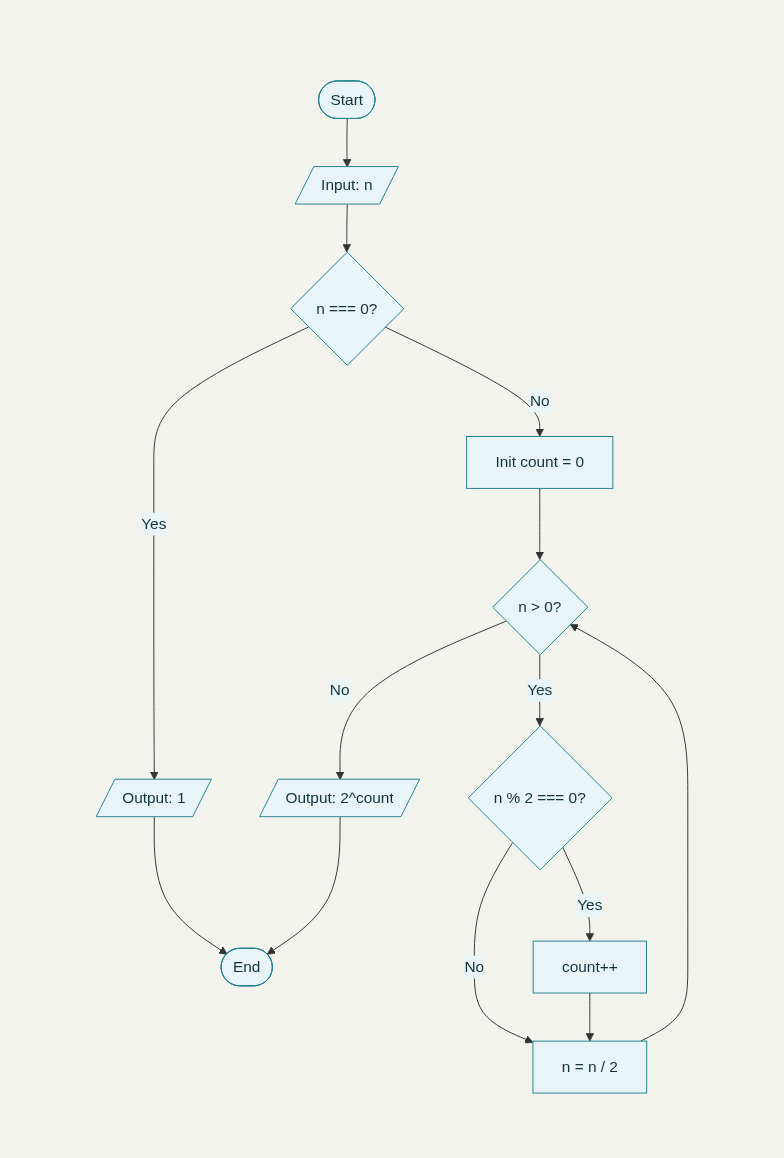 Start
Input: n
n === 0?
No
Init count = 0
Yes
n > 0?
No
Yes
Output: 1
Output: 2^count
n % 2 === 0?
Yes
End
No
count++
n = n / 2